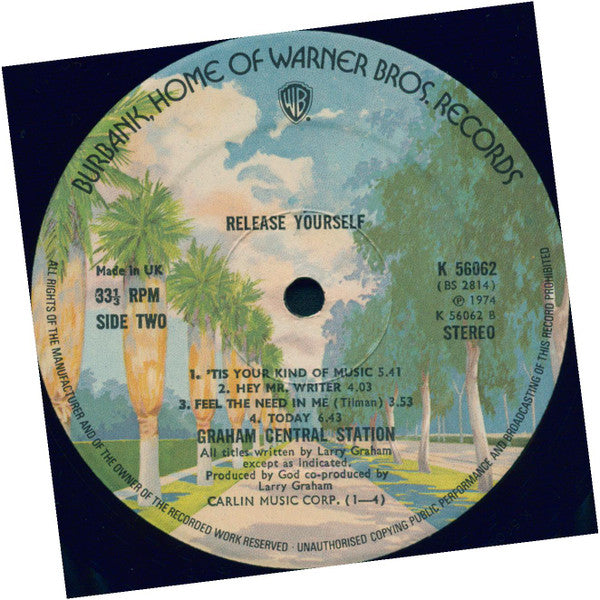 BURBANK, HOME OF WARNER BROS. RECORDS
WB
RELEASE YOURSELF
Made in UK
33⅓ RPM
SIDE TWO
K 56062
(BS 2814)
Ⓟ 1974
K 56062 B
STEREO
1. 'TIS YOUR KIND OF MUSIC 5.41
2. HEY MR. WRITER 4.03
3. FEEL THE NEED IN ME (Tilman) 3.53
4. TODAY 6.43
GRAHAM CENTRAL STATION
All titles written by Larry Graham
except as indicated.
Produced by God co-produced by
Larry Graham
CARLIN MUSIC CORP. (1—4)
ALL RIGHTS OF THE MANUFACTURER AND OF THE OWNER OF THE RECORDED WORK RESERVED · UNAUTHORISED COPYING PUBLIC PERFORMANCE AND BROADCASTING OF THIS RECORD PROHIBITED